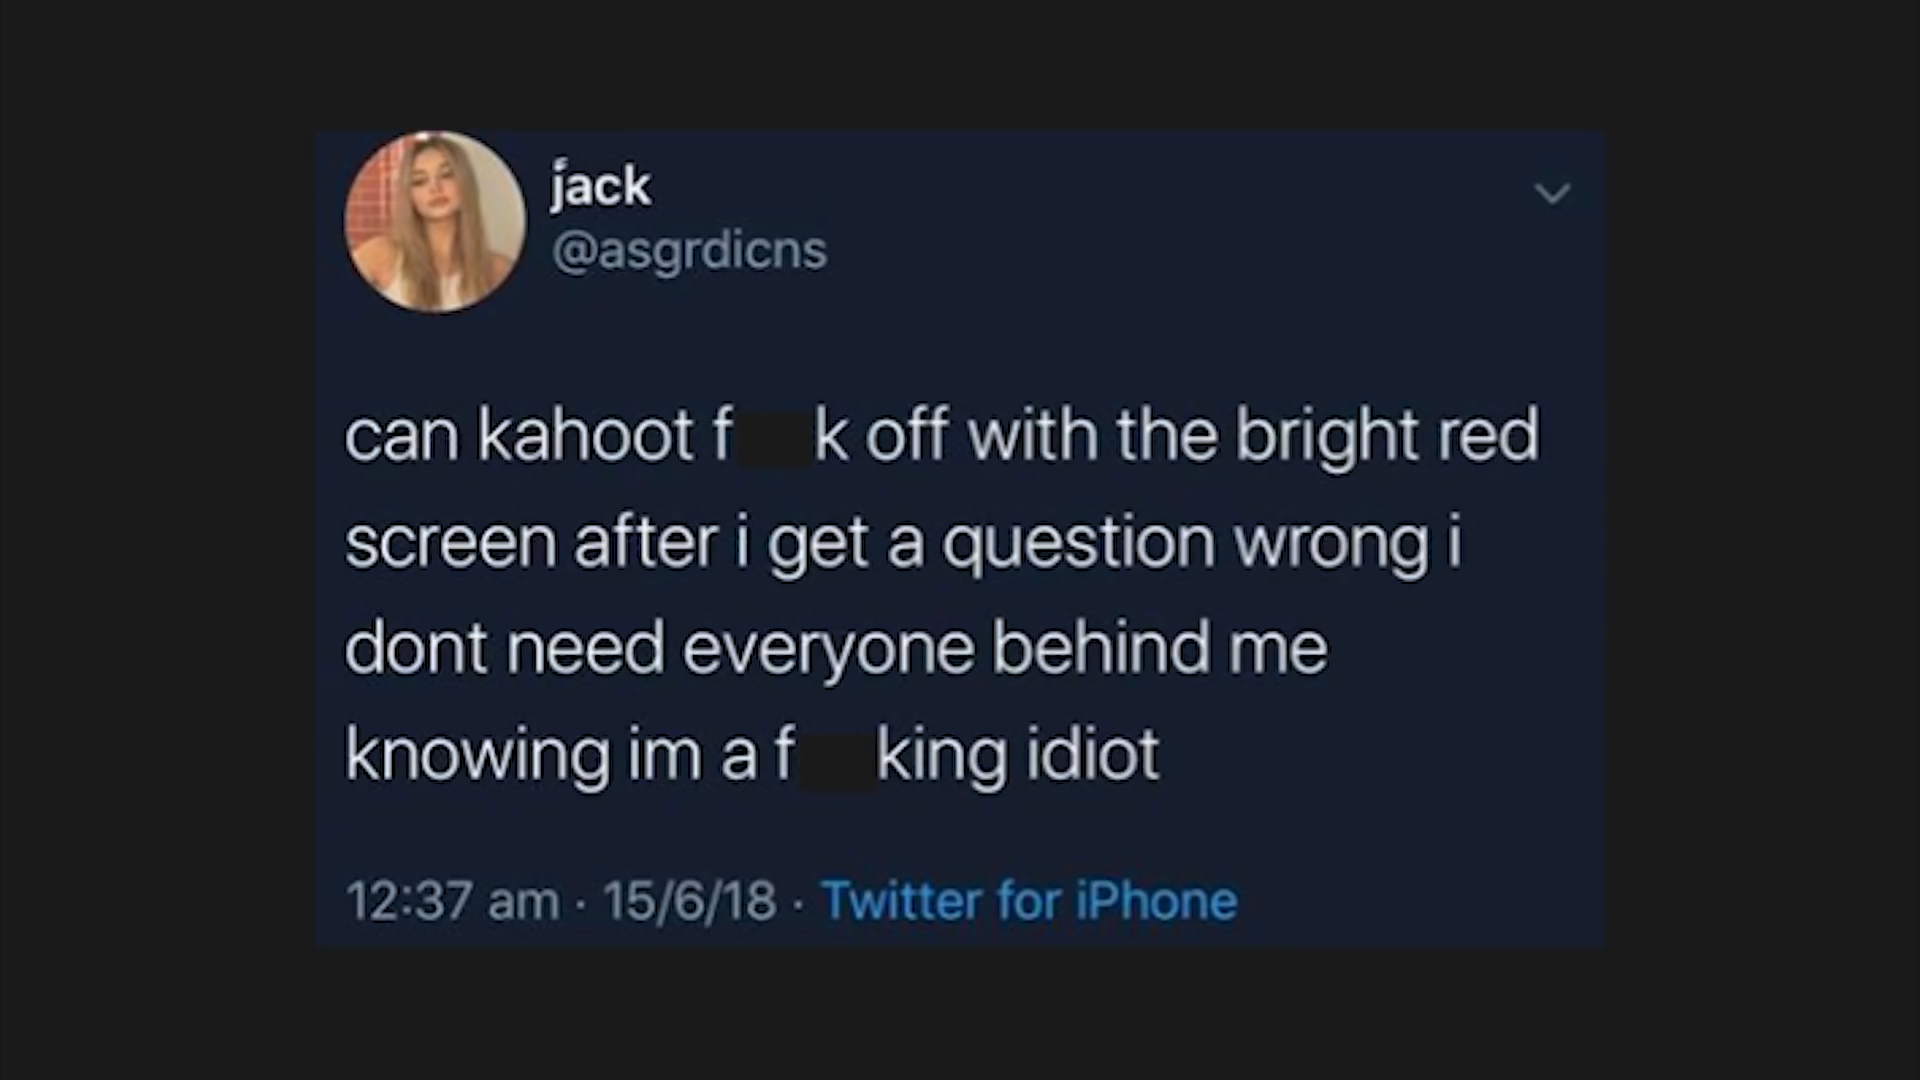 jack
@asgrdicns
can kahoot f k off with the bright red
screen after i get a question wrong i
dont need everyone behind me
knowing im a f king idiot
12:37 am · 15/6/18 · Twitter for iPhone